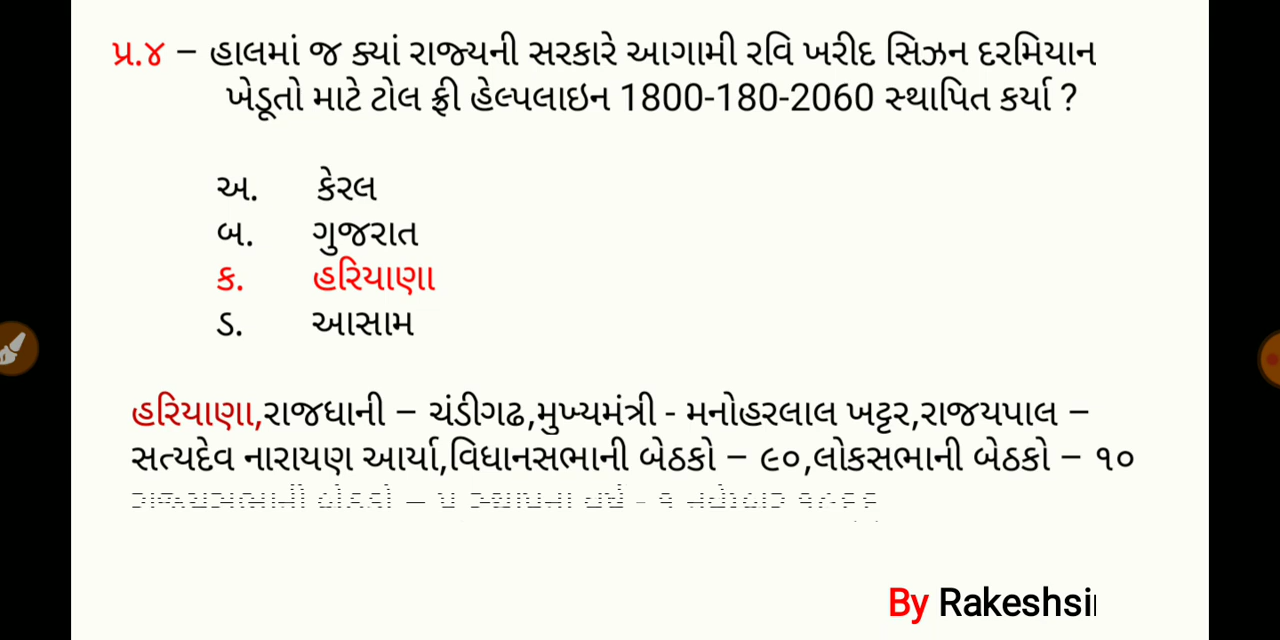 પ્ર.૪ – હાલમાં જ ક્યાં રાજ્યની સરકારે આગામી રવિ ખરીદ સિઝન દરમિયાન
ખેડૂતો માટે ટોલ ફ્રી હેલ્પલાઇન 1800-180-2060 સ્થાપિત કર્યા ?
અ. કેરલ
બ. ગુજરાત
ક. હરિયાણા
ડ. આસામ
હરિયાણા,રાજધાની – ચંડીગઢ,મુખ્યમંત્રી - મનોહરલાલ ખટ્ટર,રાજયપાલ –
સત્યદેવ નારાયણ આર્યા,વિધાનસભાની બેઠકો – ૯૦,લોકસભાની બેઠકો – ૧૦
By